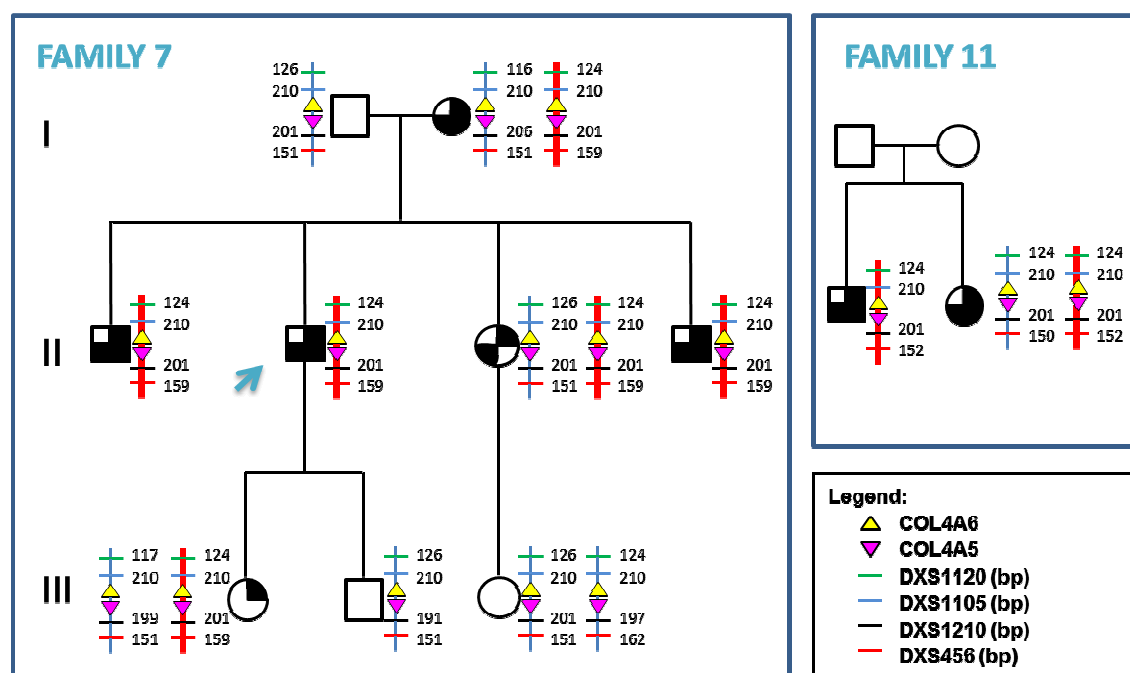 FAMILY 7
FAMILY 11
I
126 116 124
210 210 210
201 206 201
151 151 159
II
124 124 126 124 124
210 210 210 210 210
201 201 201 201 201
159 159 151 159 159
III
117 124 126 126 124
210 210 210 210 210
199 201 191 201 197
151 159 151 151 162
124 124 124
210 210 210
201 201 201
152 150 152
Legend:
COL4A6
COL4A5
DXS1120 (bp)
DXS1105 (bp)
DXS1210 (bp)
DXS456 (bp)